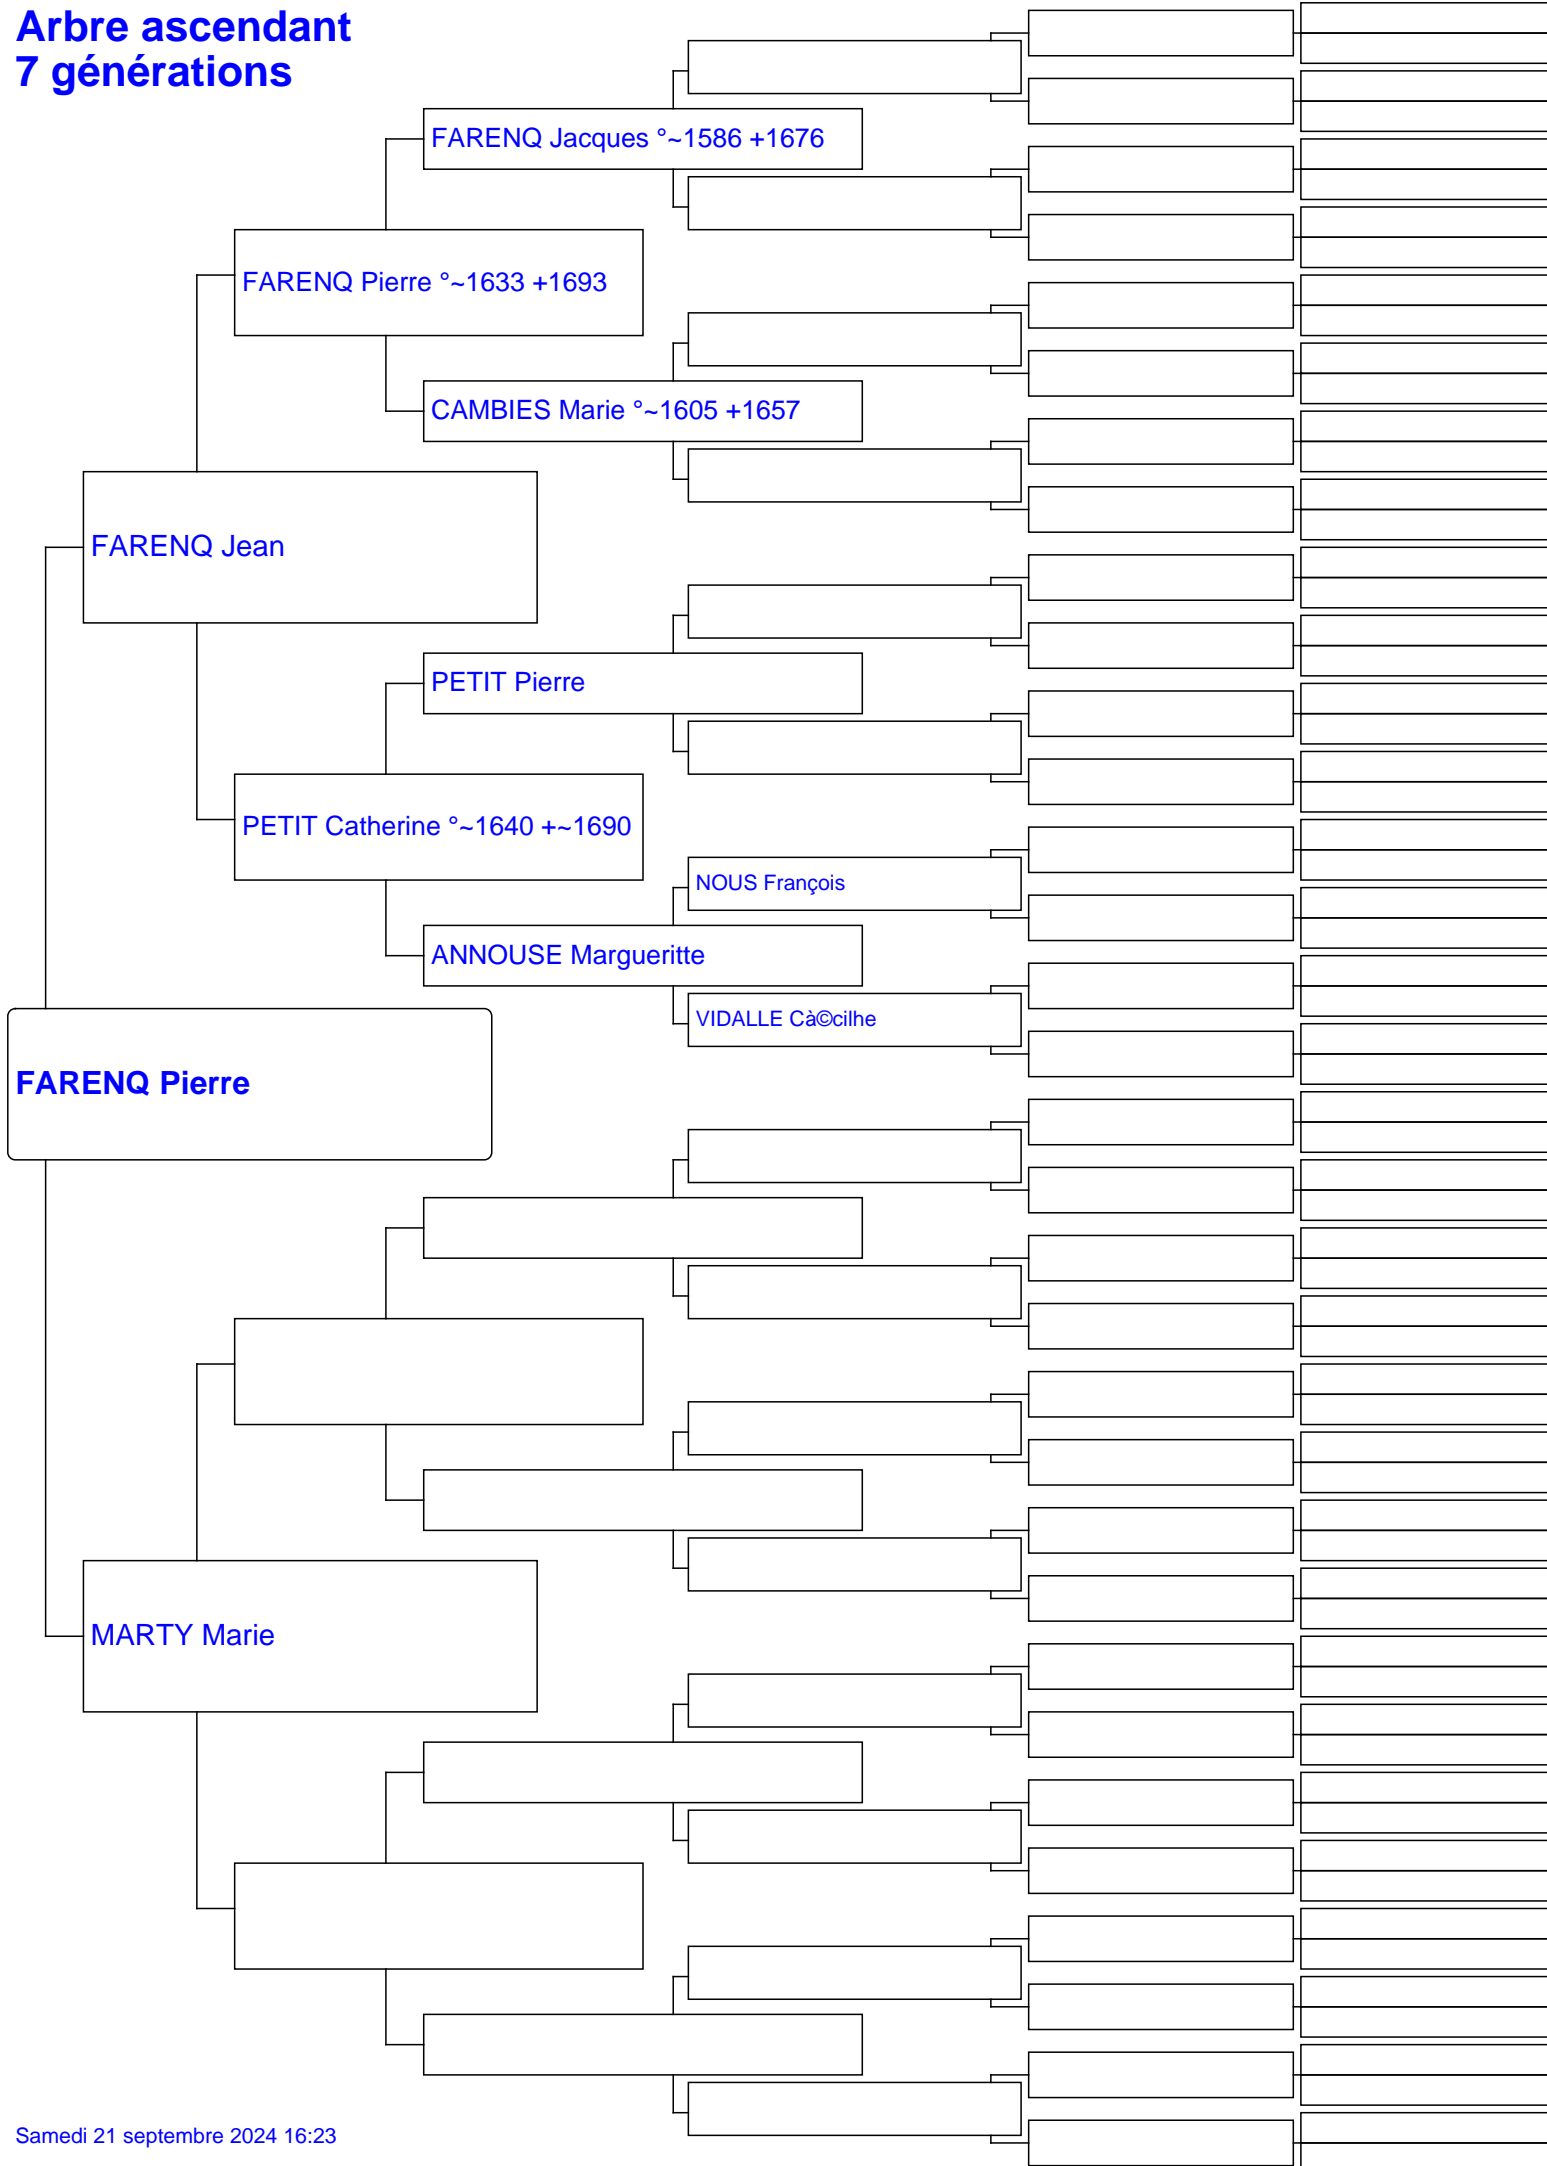 Arbre ascendant
7 générations
FARENQ Jacques °~1586 +1676
FARENQ Pierre °~1633 +1693
CAMBIES Marie °~1605 +1657
FARENQ Jean
PETIT Pierre
PETIT Catherine °~1640 +~1690
NOUS François
ANNOUSE Margueritte
VIDALLE Cà©cilhe
FARENQ Pierre
MARTY Marie
Samedi 21 septembre 2024 16:23